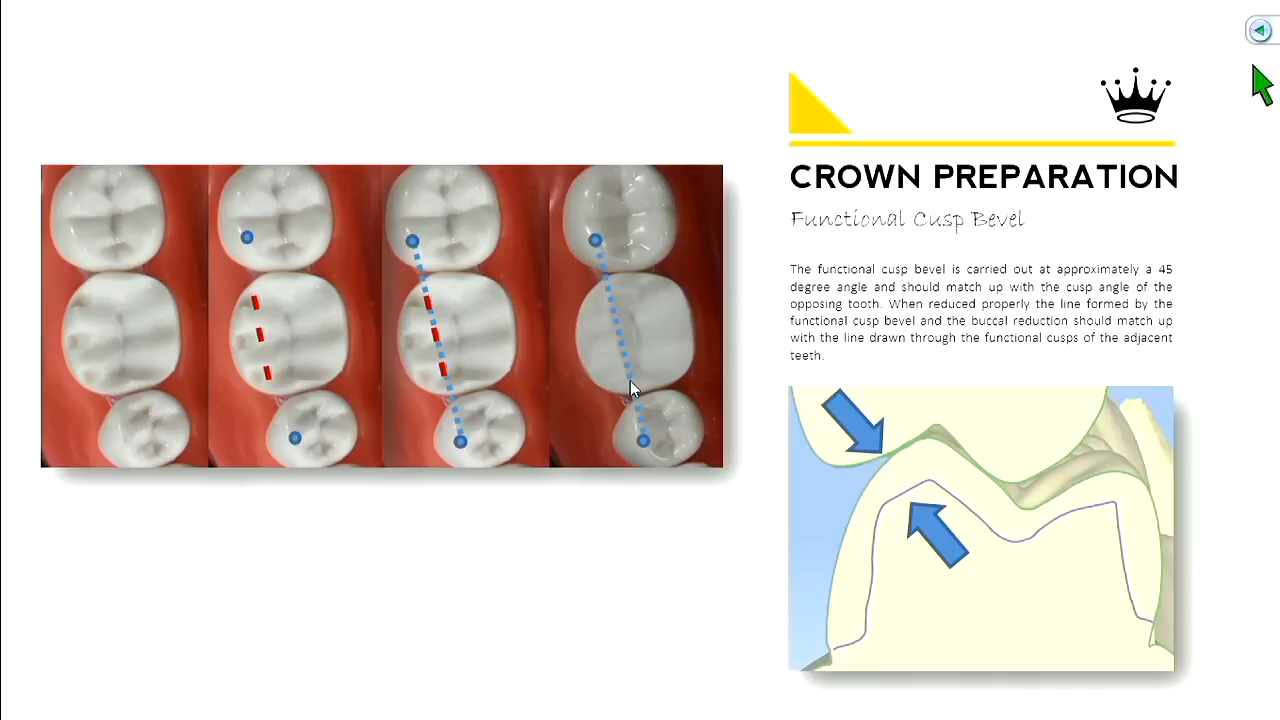 CROWN PREPARATION
Functional Cusp Bevel
The functional cusp bevel is carried out at approximately a 45
degree angle and should match up with the cusp angle of the
opposing tooth. When reduced properly the line formed by the
functional cusp bevel and the buccal reduction should match up
with the line drawn through the functional cusps of the adjacent
teeth.